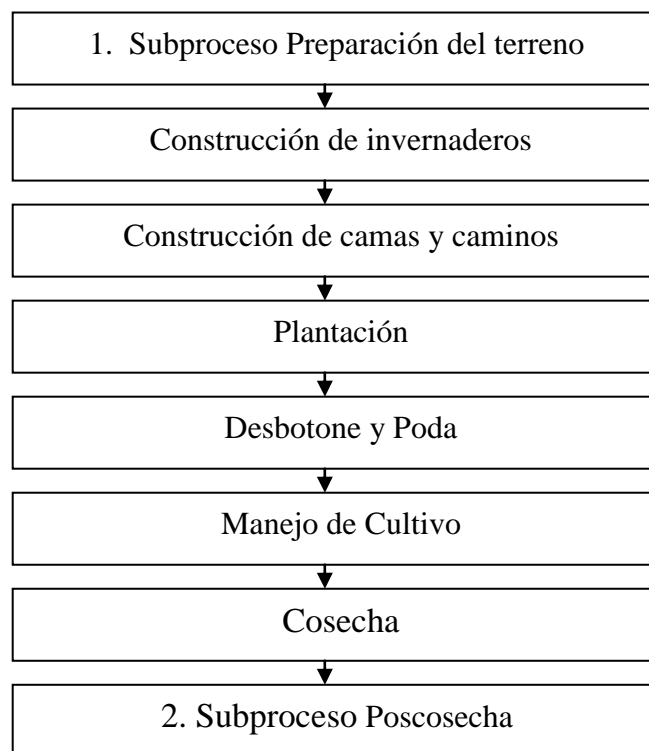 1. Subproceso Preparación del terreno
Construcción de invernaderos
Construcción de camas y caminos
Plantación
Desbotone y Poda
Manejo de Cultivo
Cosecha
2. Subproceso Poscosecha